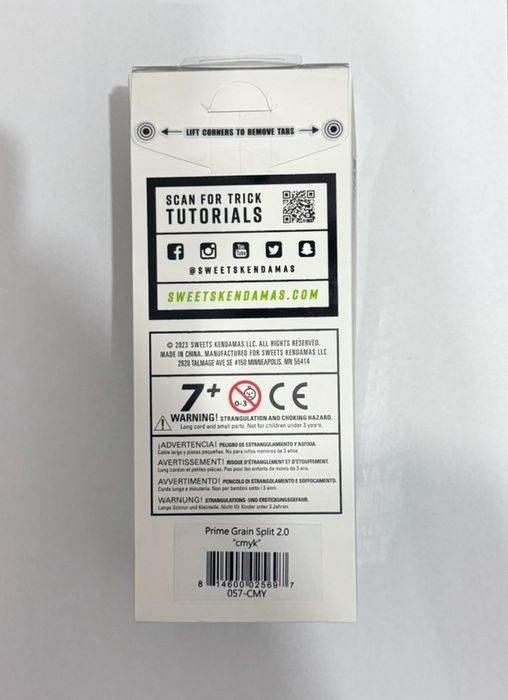 LIFT CORNERS TO REMOVE TABS
SCAN FOR TRICK
TUTORIALS
You
Tube
@SWEETSKENDAMAS
SWEETSKENDAMAS.COM
© 2023 SWEETS KENDAMAS LLC. ALL RIGHTS RESERVED.
MADE IN CHINA. MANUFACTURED FOR SWEETS KENDAMAS LLC
2920 TALMAGE AVE SE #150 MINNEAPOLIS, MN 55414
7+
0-3
CE
WARNING! STRANGULATION AND CHOKING HAZARD.
Long cord and small parts. Not for children under 3 years.
¡ADVERTENCIA! PELIGRO DE ESTRANGULAMIENTO Y ASFIXIA.
Cable largo y piezas pequeñas. No para niños menores de 3 años.
AVERTISSEMENT! RISQUE D'ÉTRANGLEMENT ET D'ÉTOUFFEMENT.
Long cordon et petites pièces. Pas pour les enfants de moins de 3 ans.
AVVERTIMENTO! PERICOLO DI STRANGOLAMENTO E SOFFOCAMENTO.
Corda lunga e minuteria. Non per bambini sotto i 3 anni.
WARNUNG! STRANGULATIONS- UND ERSTICKUNGSGEFAHR.
Lange Schnur und Kleinteile. Nicht für Kinder unter 3 Jahren.
Prime Grain Split 2.0
"cmyk"
8 14600 02569 7
057-CMY